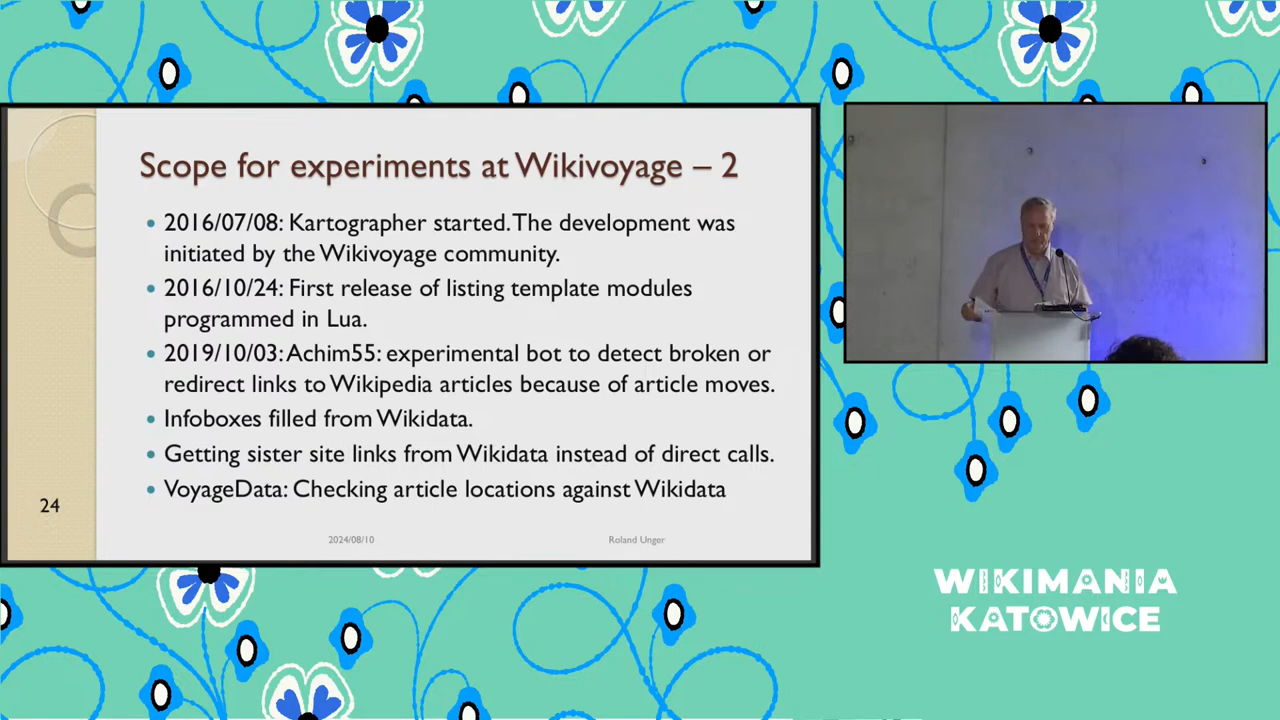 Scope for experiments at Wikivoyage – 2
• 2016/07/08: Kartographer started. The development was
initiated by the Wikivoyage community.
• 2016/10/24: First release of listing template modules
programmed in Lua.
• 2019/10/03: Achim55: experimental bot to detect broken or
redirect links to Wikipedia articles because of article moves.
• Infoboxes filled from Wikidata.
• Getting sister site links from Wikidata instead of direct calls.
• VoyageData: Checking article locations against Wikidata
24
2024/08/10
Roland Unger
WIKIMANIA
KATOWICE